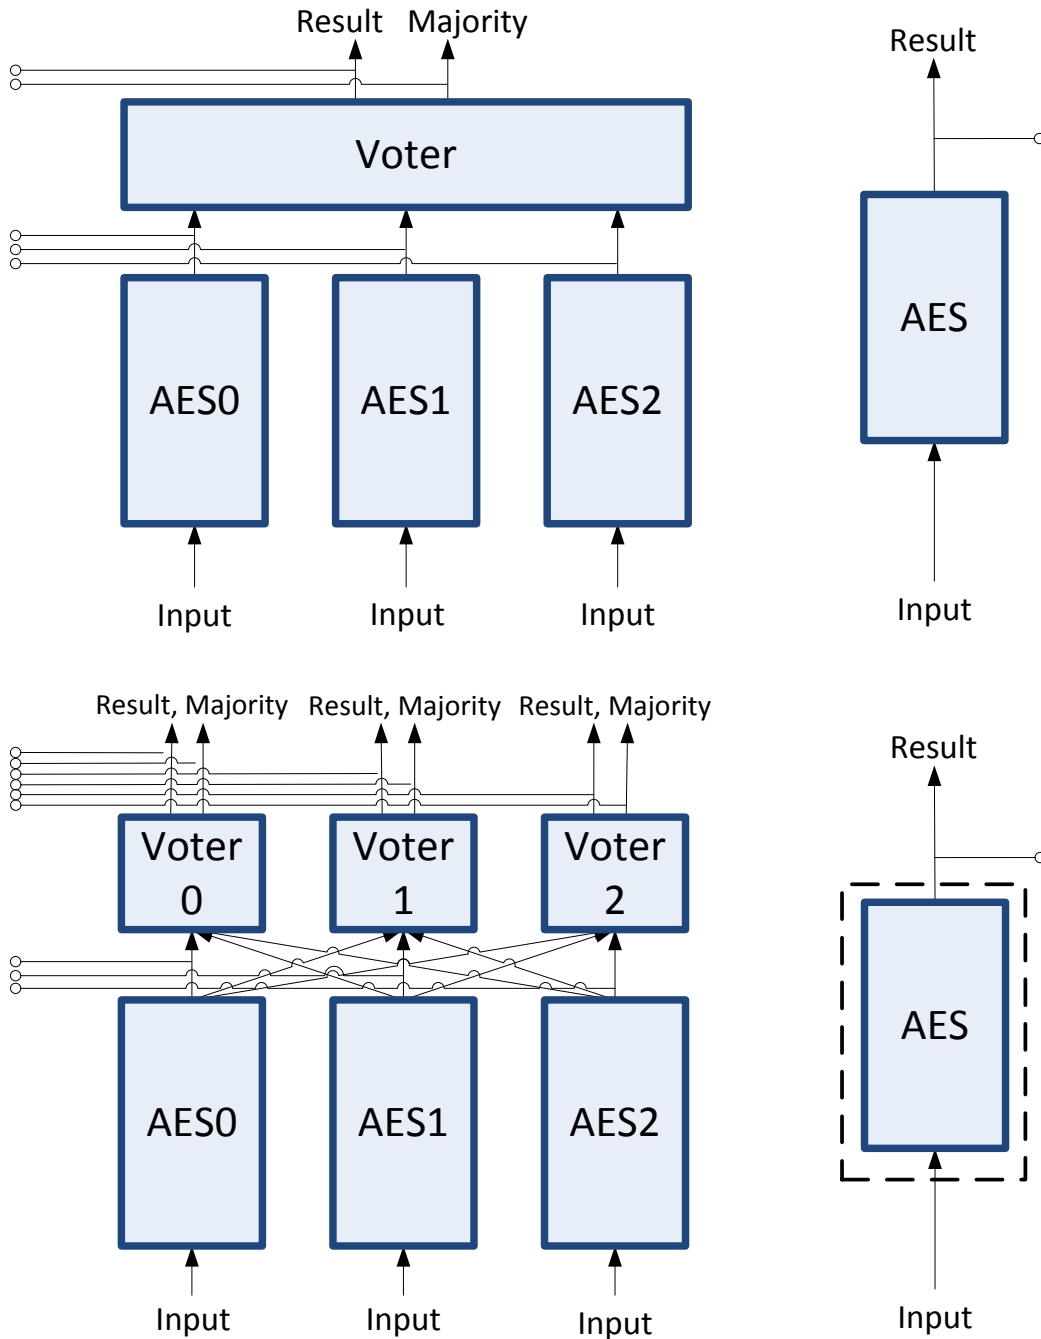 Result Majority
Result
Voter
AES0 AES1 AES2
AES
Input Input Input
Input
Result, Majority Result, Majority Result, Majority
Result
Voter
0
Voter
1
Voter
2
AES0 AES1 AES2
AES
Input Input Input
Input